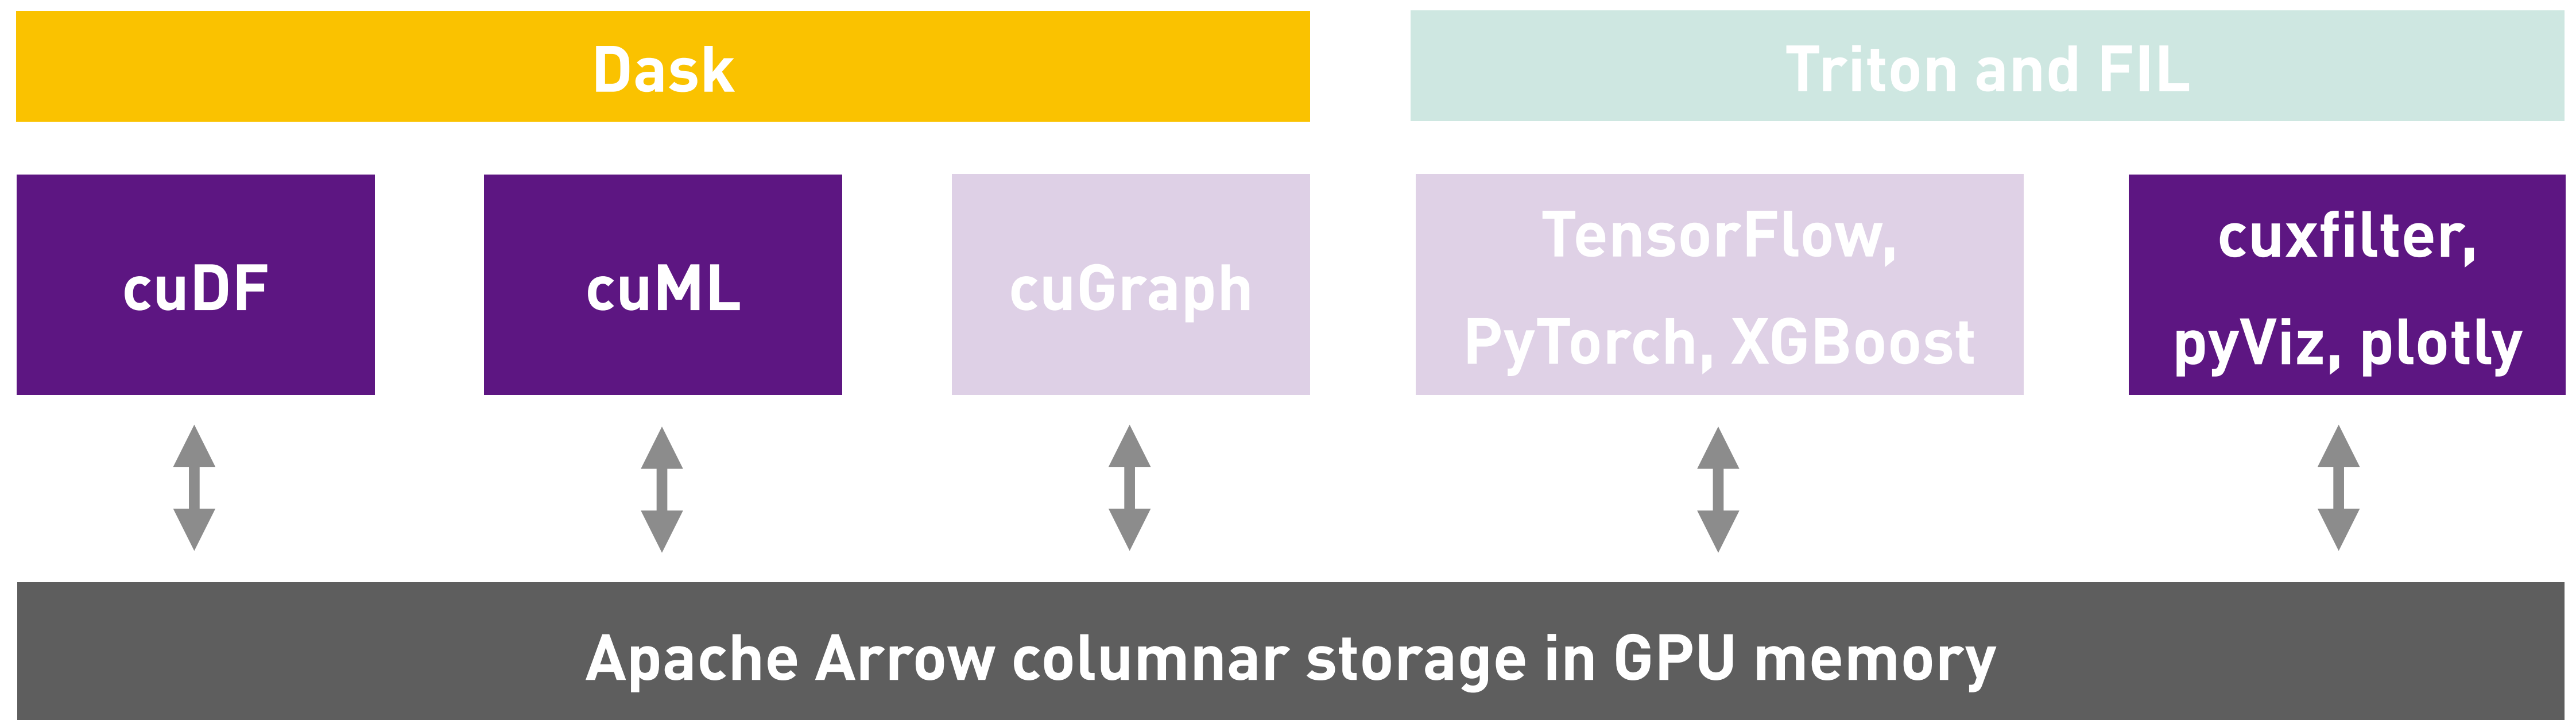 Dask
Triton and FIL
cuDF
cuML
cuGraph
TensorFlow,
PyTorch, XGBoost
cuxfilter,
pyViz, plotly
Apache Arrow columnar storage in GPU memory